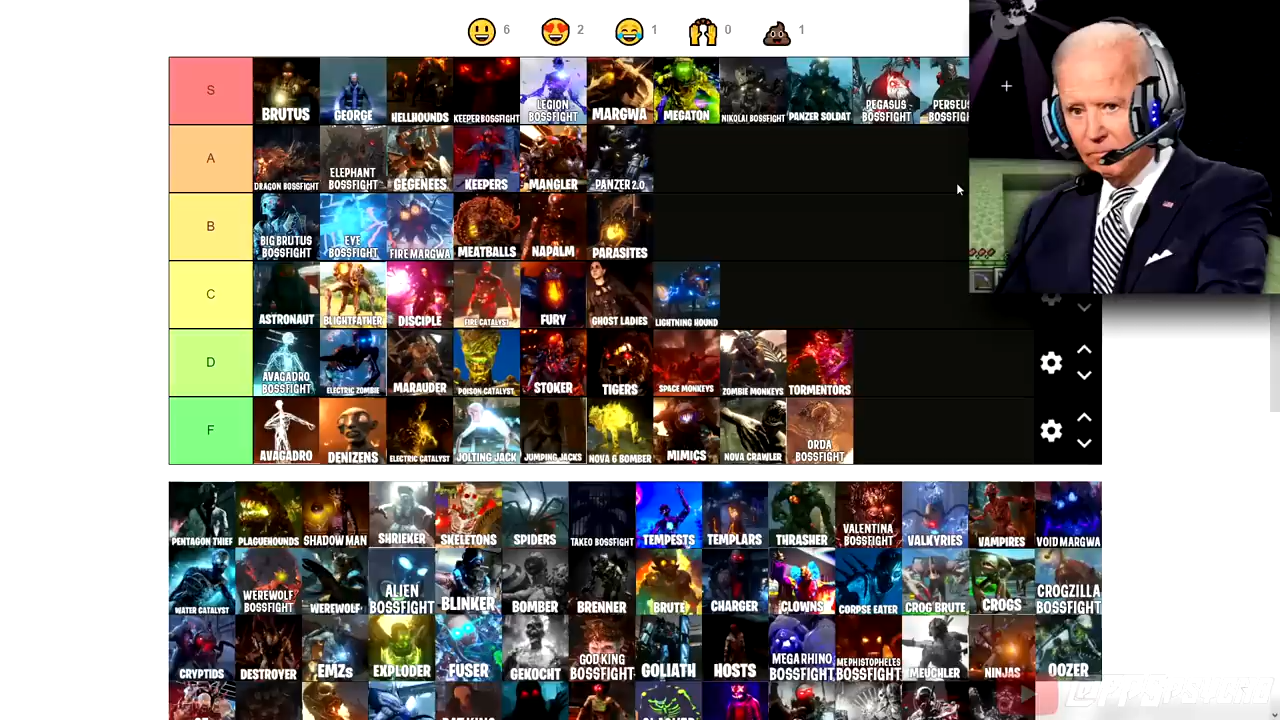 6 2 1 0 1
S BRUTUS GEORGE HELLHOUNDS KEEPER BOSSFIGHT LEGION BOSSFIGHT MARGWA MEGATON NIKOLAI BOSSFIGHT PANZER SOLDAT PEGASUS BOSSFIGHT PERSEUS BOSSFIGH
A DRAGON BOSSFIGHT ELEPHANT BOSSFIGHT GEGENEES KEEPERS MANGLER PANZER 2.0
B BIG BRUTUS BOSSFIGHT EYE BOSSFIGHT FIRE MARGWA MEATBALLS NAPALM PARASITES
C ASTRONAUT BLIGHTFATHER DISCIPLE FIRE CATALYST FURY GHOST LADIES LIGHTNING HOUND
D AVAGADRO BOSSFIGHT ELECTRIC ZOMBIE MARAUDER POISON CATALYST STOKER TIGERS SPACE MONKEYS ZOMBIE MONKEYS TORMENTORS
F AVAGADRO DENIZENS ELECTRIC CATALYST JOLTING JACK JUMPING JACKS NOVA 6 BOMBER MIMICS NOVA CRAWLER ORDA BOSSFIGHT
PENTAGON THIEF PLAGUEHOUNDS SHADOW MAN SHRIEKER SKELETONS SPIDERS TAKEO BOSSFIGHT TEMPESTS TEMPLARS THRASHER VALENTINA BOSSFIGHT VALKYRIES VAMPIRES VOID MARGWA
WATER CATALYST WEREWOLF BOSSFIGHT WEREWOLF ALIEN BOSSFIGHT BLINKER BOMBER BRENNER BRUTE CHARGER CLOWNS CORPSE EATER CROG BRUTE CROGS CROGZILLA BOSSFIGHT
CRYPTIDS DESTROYER EMZs EXPLODER FUSER GEKOCHT GOD KING BOSSFIGHT GOLIATH HOSTS MEGA RHINO BOSSFIGHT MEPHISTOPHELES BOSSFIGHT MEUCHLER NINJAS OOZER
RAT KING SLASHER